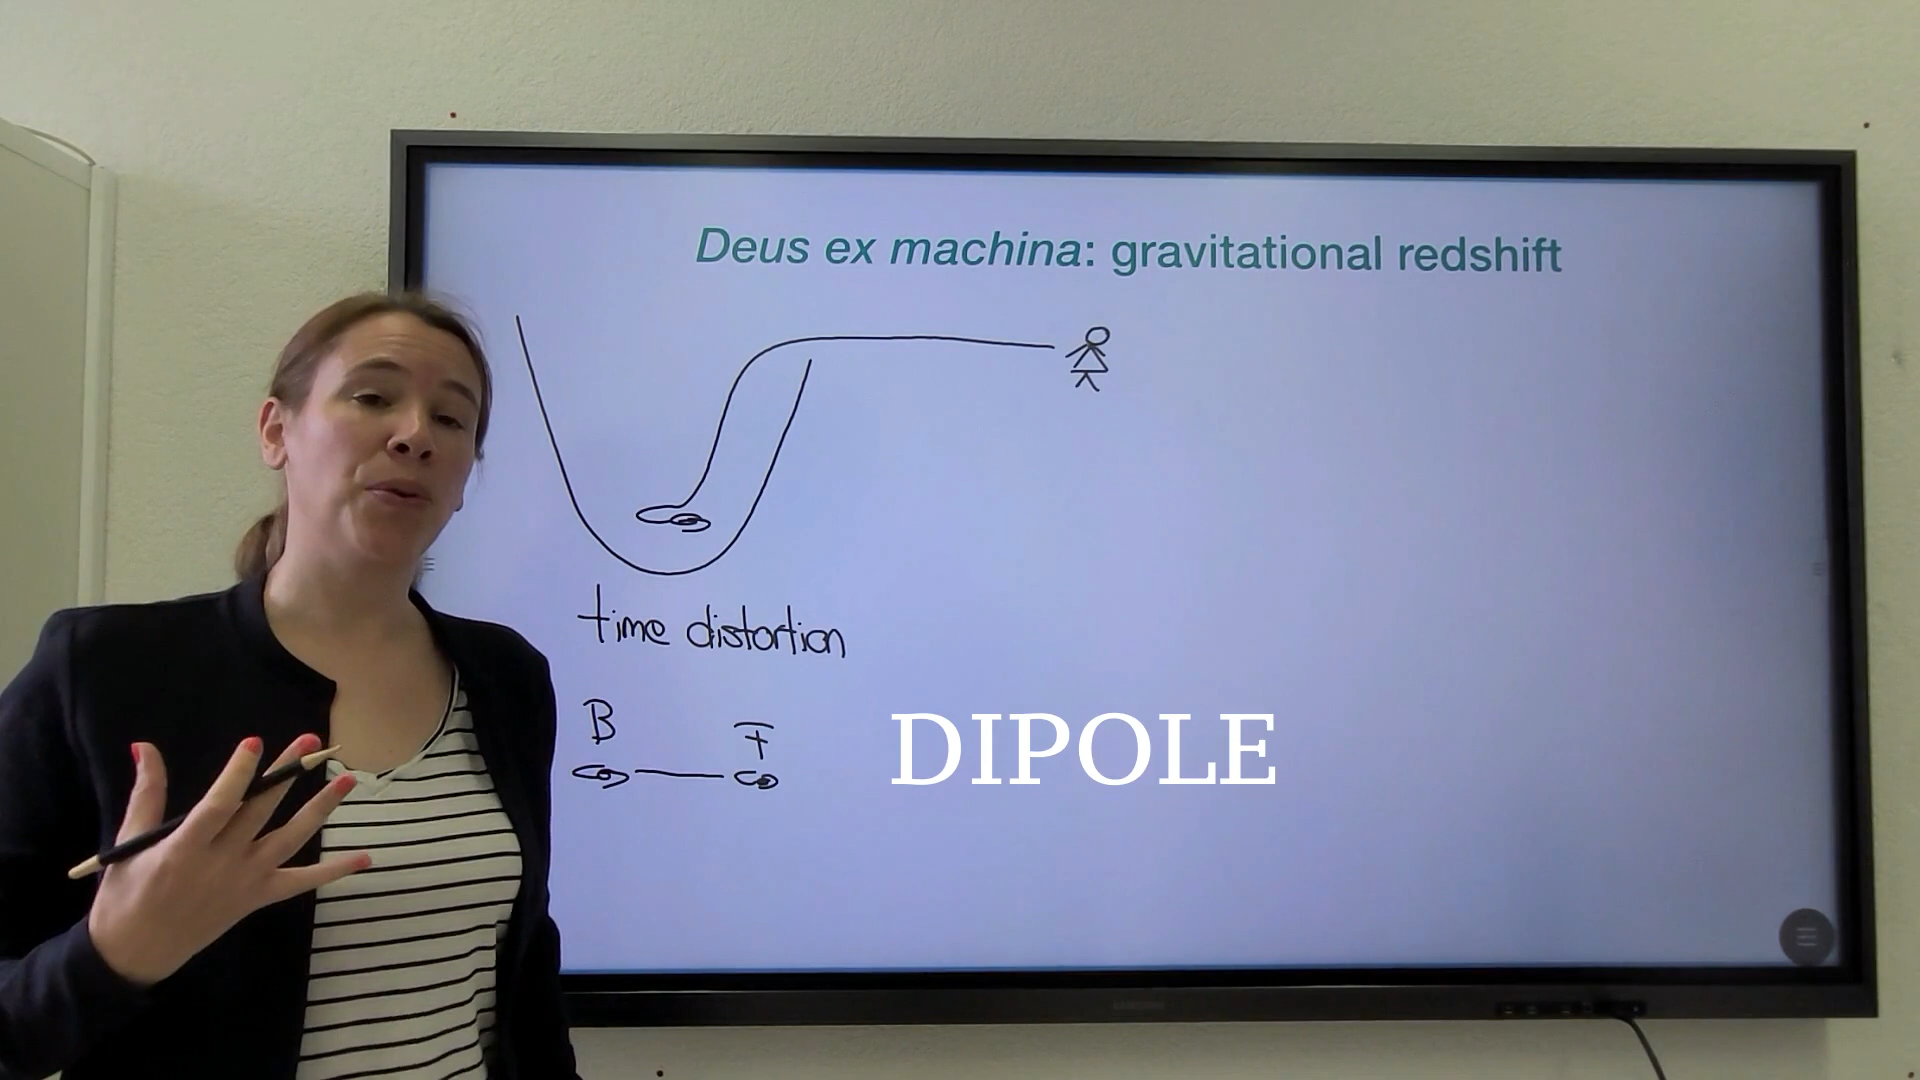 Deus ex machina: gravitational redshift
time distortion
B F
DIPOLE